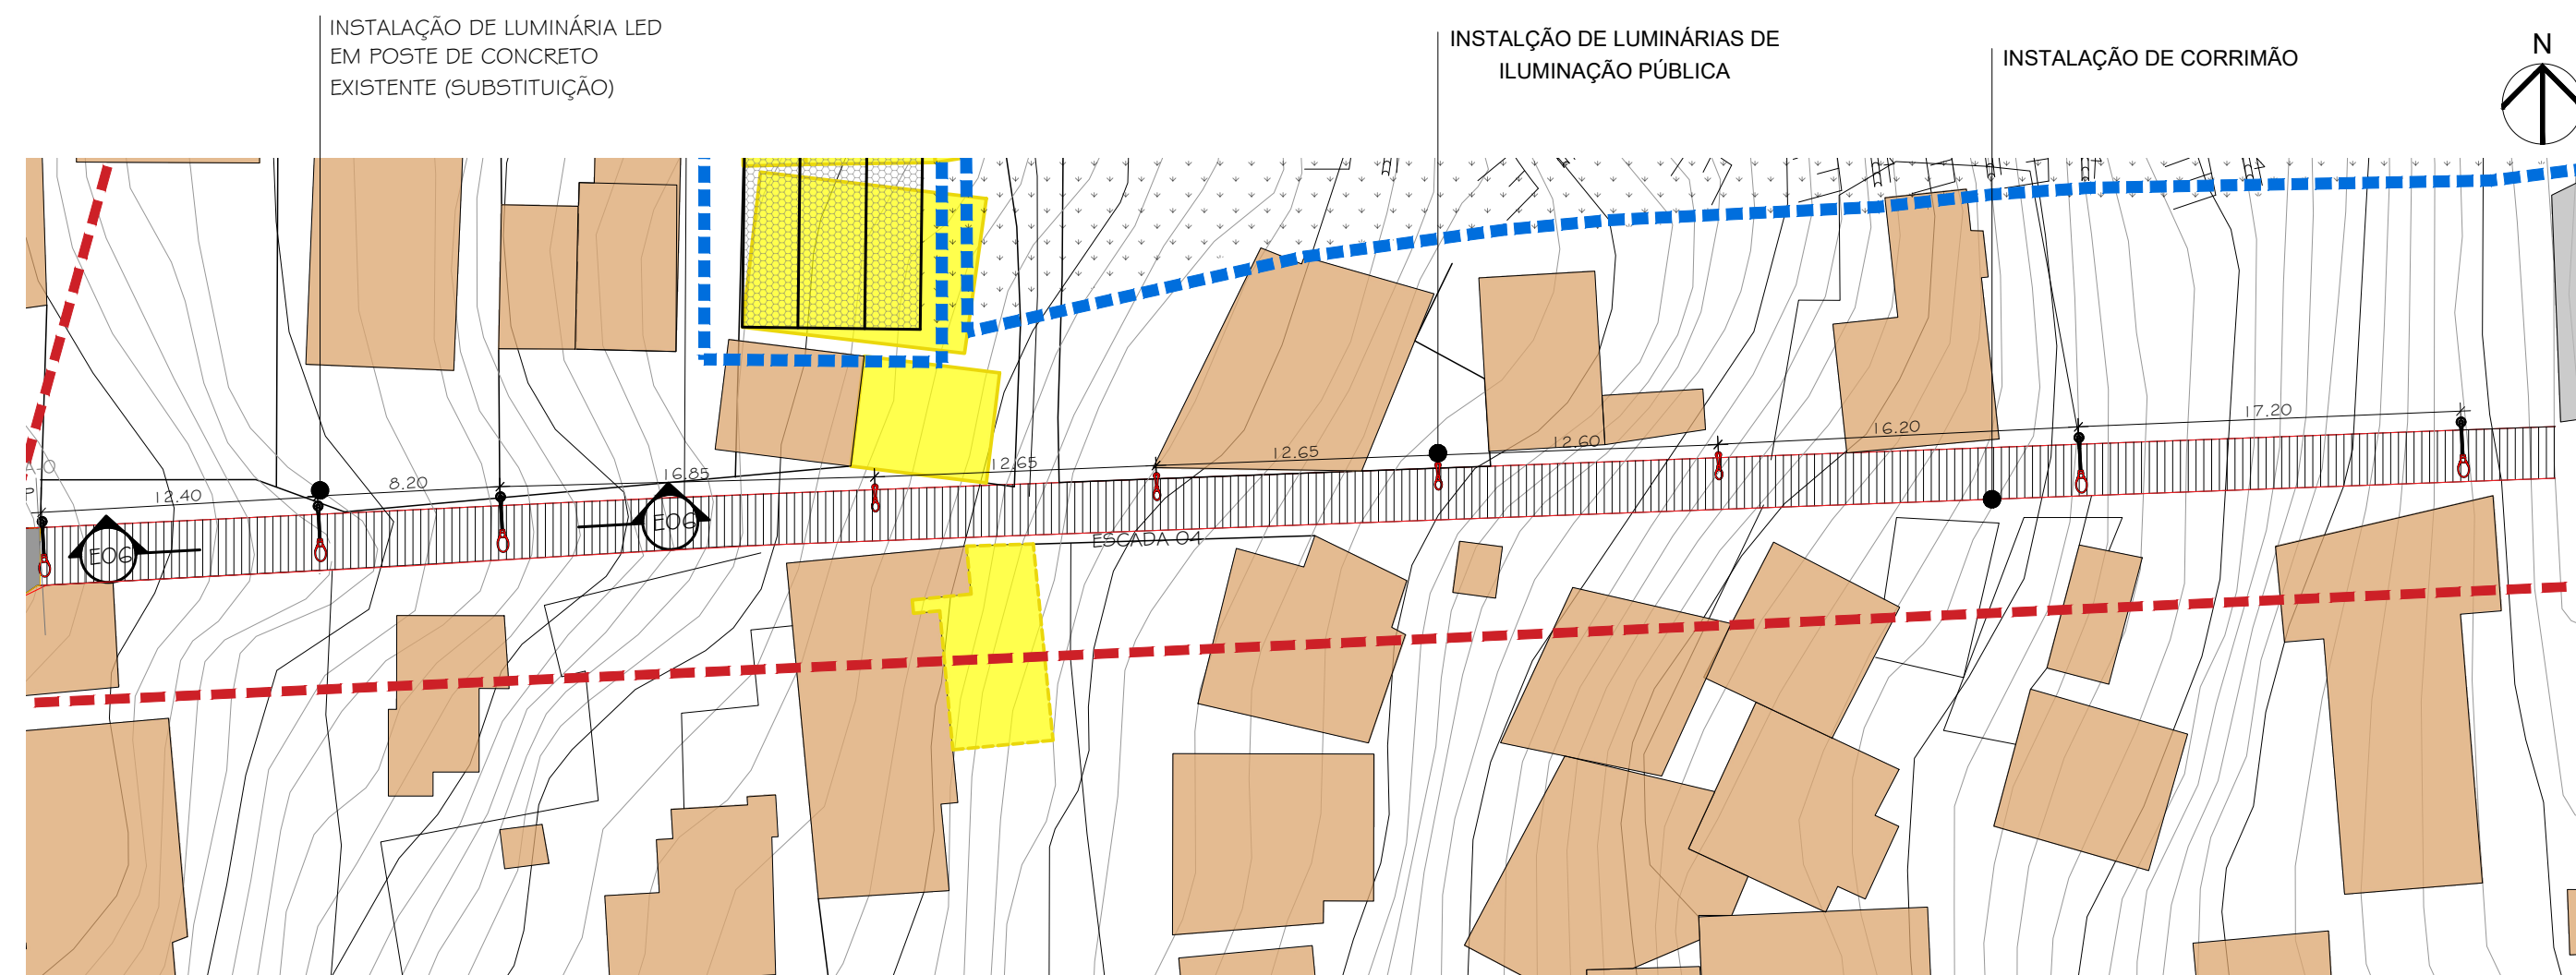 INSTALAÇÃO DE LUMINÁRIA LED
EM POSTE DE CONCRETO
EXISTENTE (SUBSTITUIÇÃO)
INSTALÇÃO DE LUMINÁRIAS DE
ILUMINAÇÃO PÚBLICA
INSTALAÇÃO DE CORRIMÃO
N
12.40
8.20
16.85
12.65
12.65
12.60
16.20
17.20
E06
E06
ESCADA 04